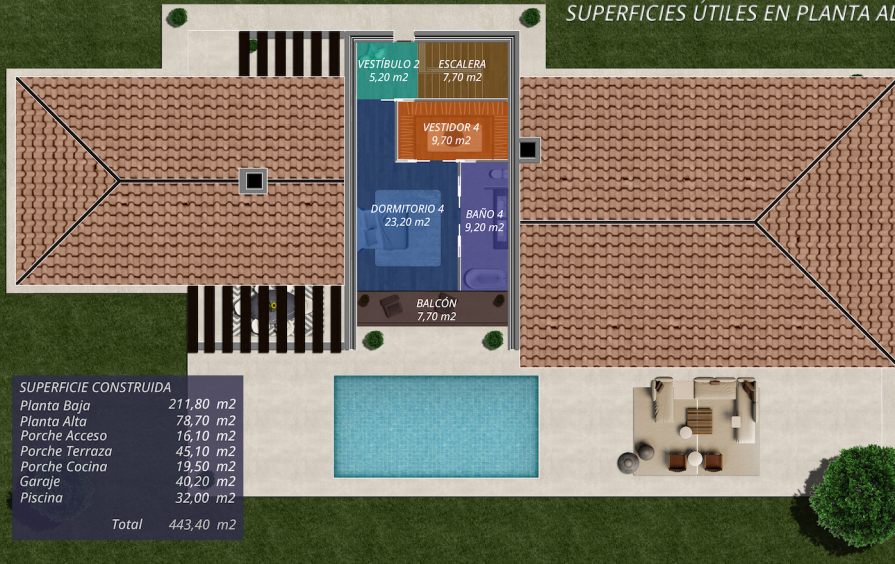 SUPERFICIES ÚTILES EN PLANTA
VESTÍBULO 2
5,20 m2
ESCALERA
7,70 m2
VESTIDOR 4
9,70 m2
DORMITORIO 4
23,20 m2
BAÑO 4
9,20 m2
BALCÓN
7,70 m2
SUPERFICIE CONSTRUIDA
Planta Baja 211,80 m2
Planta Alta 78,70 m2
Porche Acceso 16,10 m2
Porche Terraza 45,10 m2
Porche Cocina 19,50 m2
Garaje 40,20 m2
Piscina 32,00 m2
Total 443,40 m2